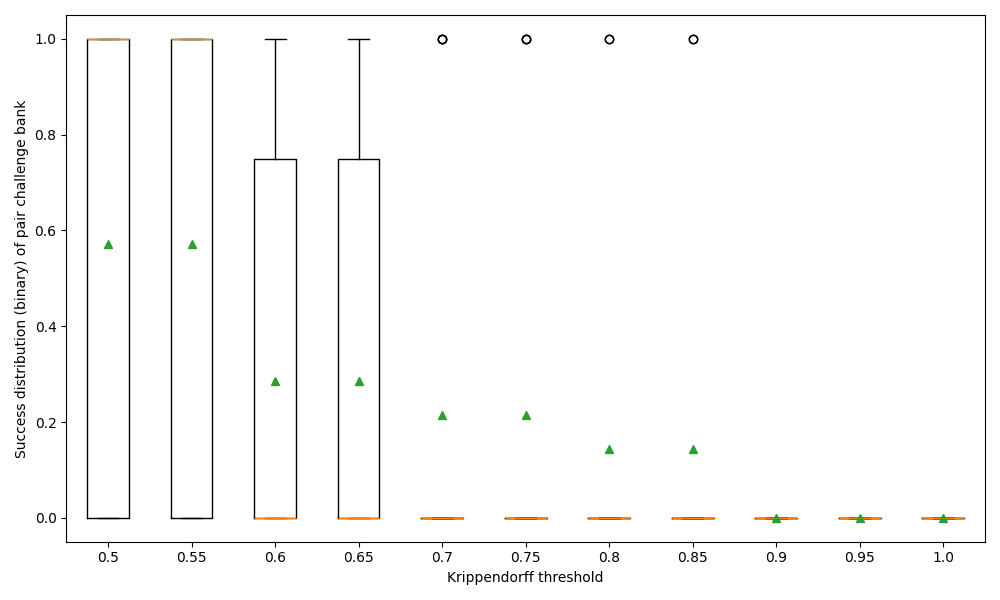 Success distribution (binary) of pair challenge bank
1.0
0.8
0.6
0.4
0.2
0.0
0.5 0.55 0.6 0.65 0.7 0.75 0.8 0.85 0.9 0.95 1.0
Krippendorff threshold